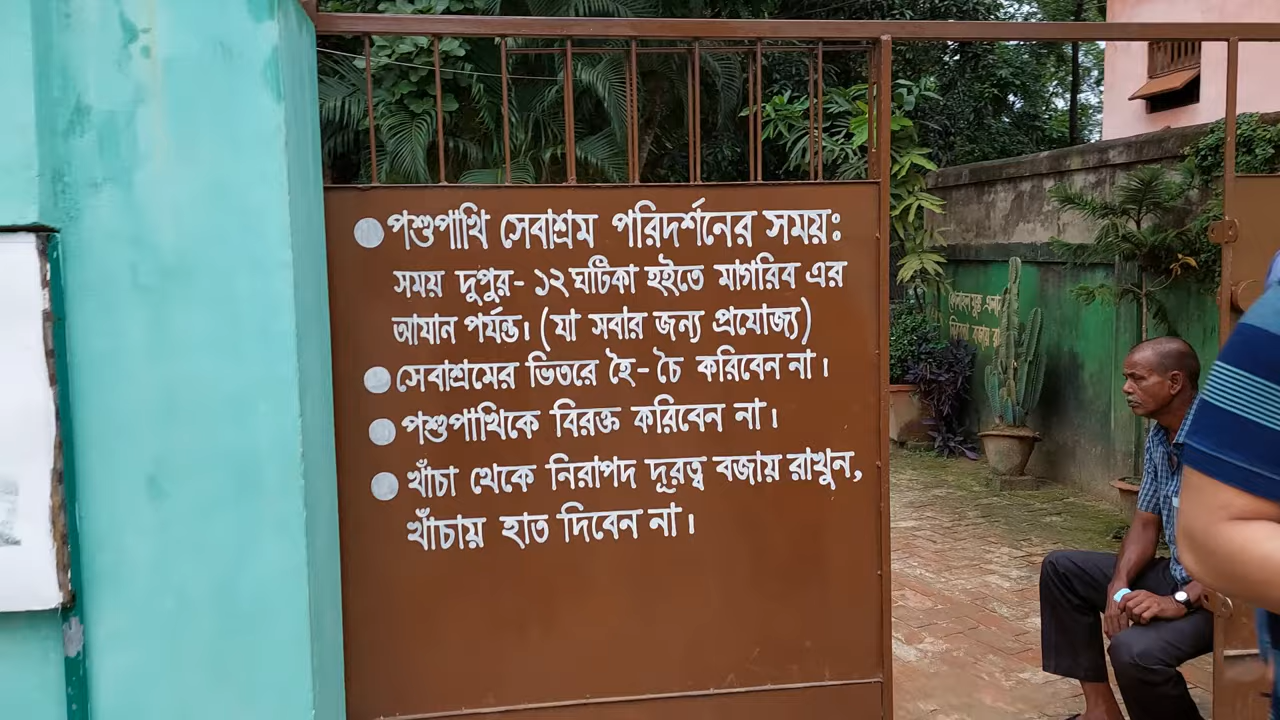 পশুপাখি সেবাশ্রম পরিদর্শনের সময়ঃ
সময় দুপুর- ১২ ঘটিকা হইতে মাগরিব এর
আযান পর্যন্ত। (যা সবার জন্য প্রযোজ্য)
সেবাশ্রমের ভিতরে হৈ- চৈ করিবেন না।
পশুপাখিকে বিরক্ত করিবেন না।
খাঁচা থেকে নিরাপদ দূরত্ব বজায় রাখুন,
খাঁচায় হাত দিবেন না।